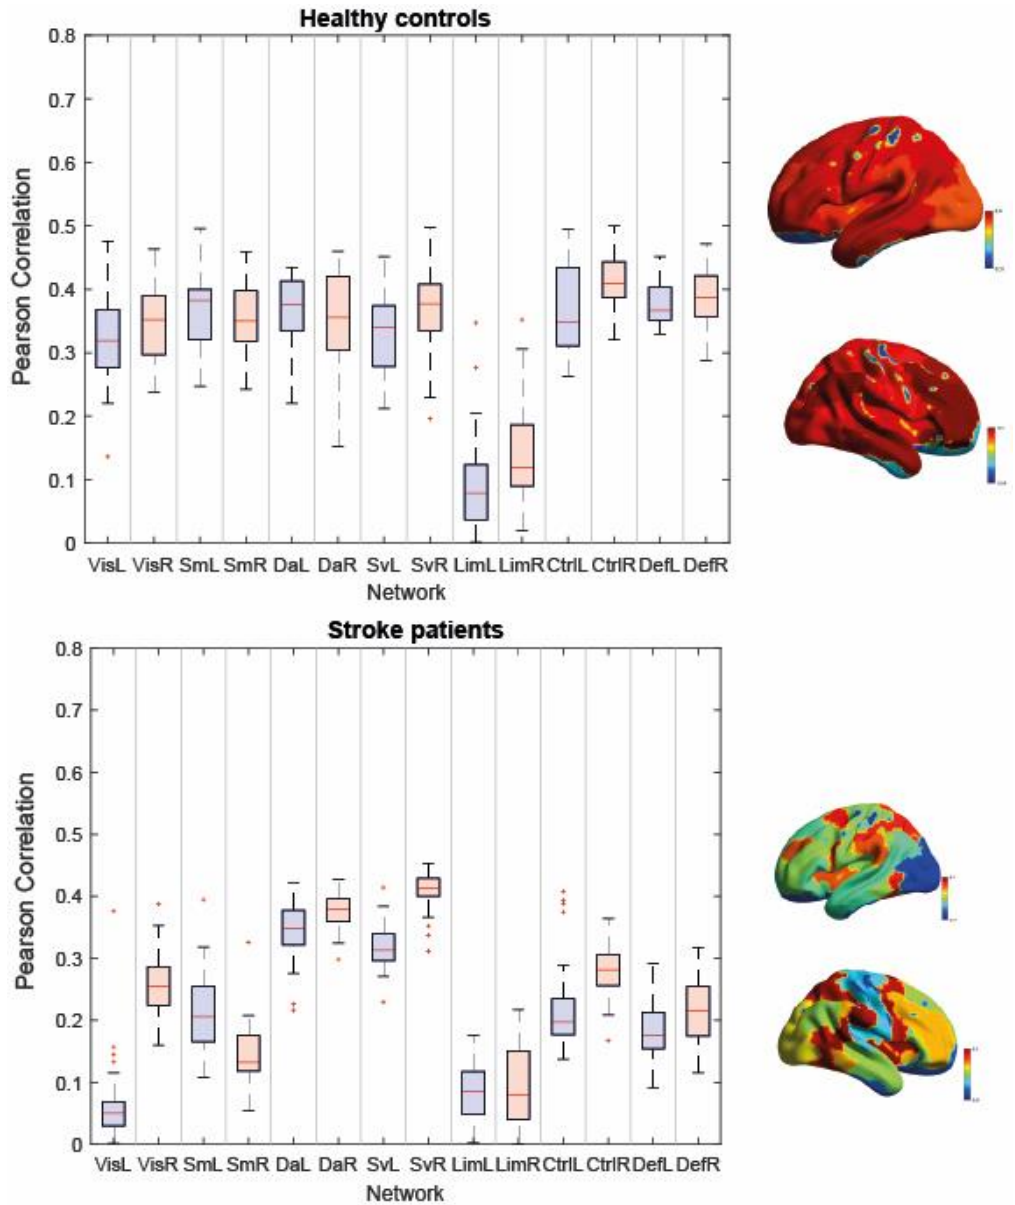 Healthy controls
0.8
0.7
0.6
0.5
0.4
0.3
0.2
0.1
0
Pearson Correlation
VisL VisR SmL SmR DaL DaR SvL SvR LimL LimR CtrlL CtrlR DefL DefR
Network
Stroke patients
0.8
0.7
0.6
0.5
0.4
0.3
0.2
0.1
0
Pearson Correlation
VisL VisR SmL SmR DaL DaR SvL SvR LimL LimR CtrlL CtrlR DefL DefR
Network